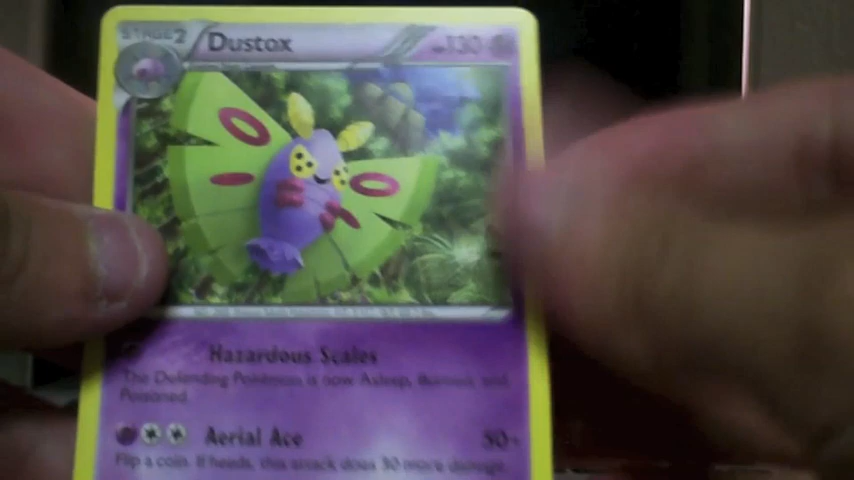 STAGE2
Dustox
HP130
Hazardous Scales
The Defending Pokémon is now Asleep, Burned, and
Poisoned.
Aerial Ace
50+
Flip a coin. If heads, this attack does 30 more damage.